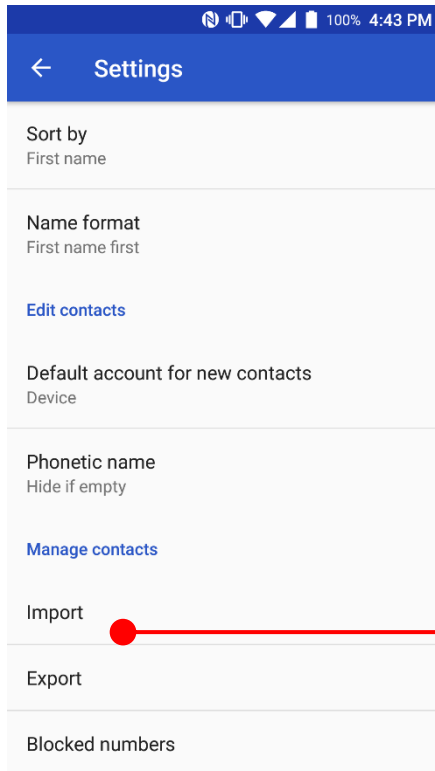 100% 4:43 PM
Settings
Sort by
First name
Name format
First name first
Edit contacts
Default account for new contacts
Device
Phonetic name
Hide if empty
Manage contacts
Import
Export
Blocked numbers